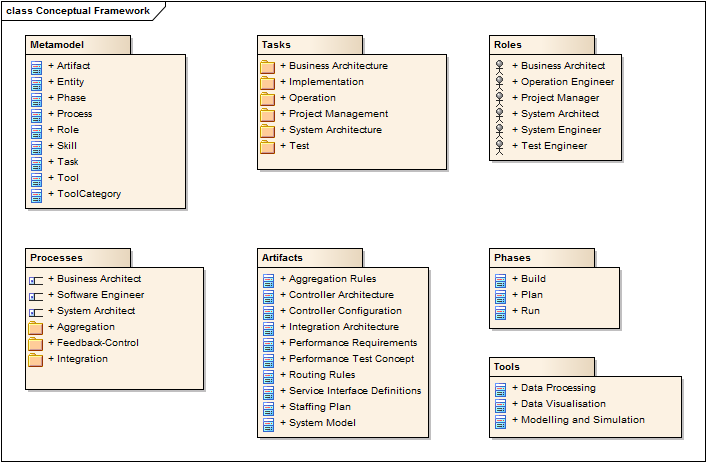 class Conceptual Framework
Metamodel
+ Artifact
+ Entity
+ Phase
+ Process
+ Role
+ Skill
+ Task
+ Tool
+ ToolCategory
Tasks
+ Business Architecture
+ Implementation
+ Operation
+ Project Management
+ System Architecture
+ Test
Roles
+ Business Architect
+ Operation Engineer
+ Project Manager
+ System Architect
+ System Engineer
+ Test Engineer
Processes
+ Business Architect
+ Software Engineer
+ System Architect
+ Aggregation
+ Feedback-Control
+ Integration
Artifacts
+ Aggregation Rules
+ Controller Architecture
+ Controller Configuration
+ Integration Architecture
+ Performance Requirements
+ Performance Test Concept
+ Routing Rules
+ Service Interface Definitions
+ Staffing Plan
+ System Model
Phases
+ Build
+ Plan
+ Run
Tools
+ Data Processing
+ Data Visualisation
+ Modelling and Simulation